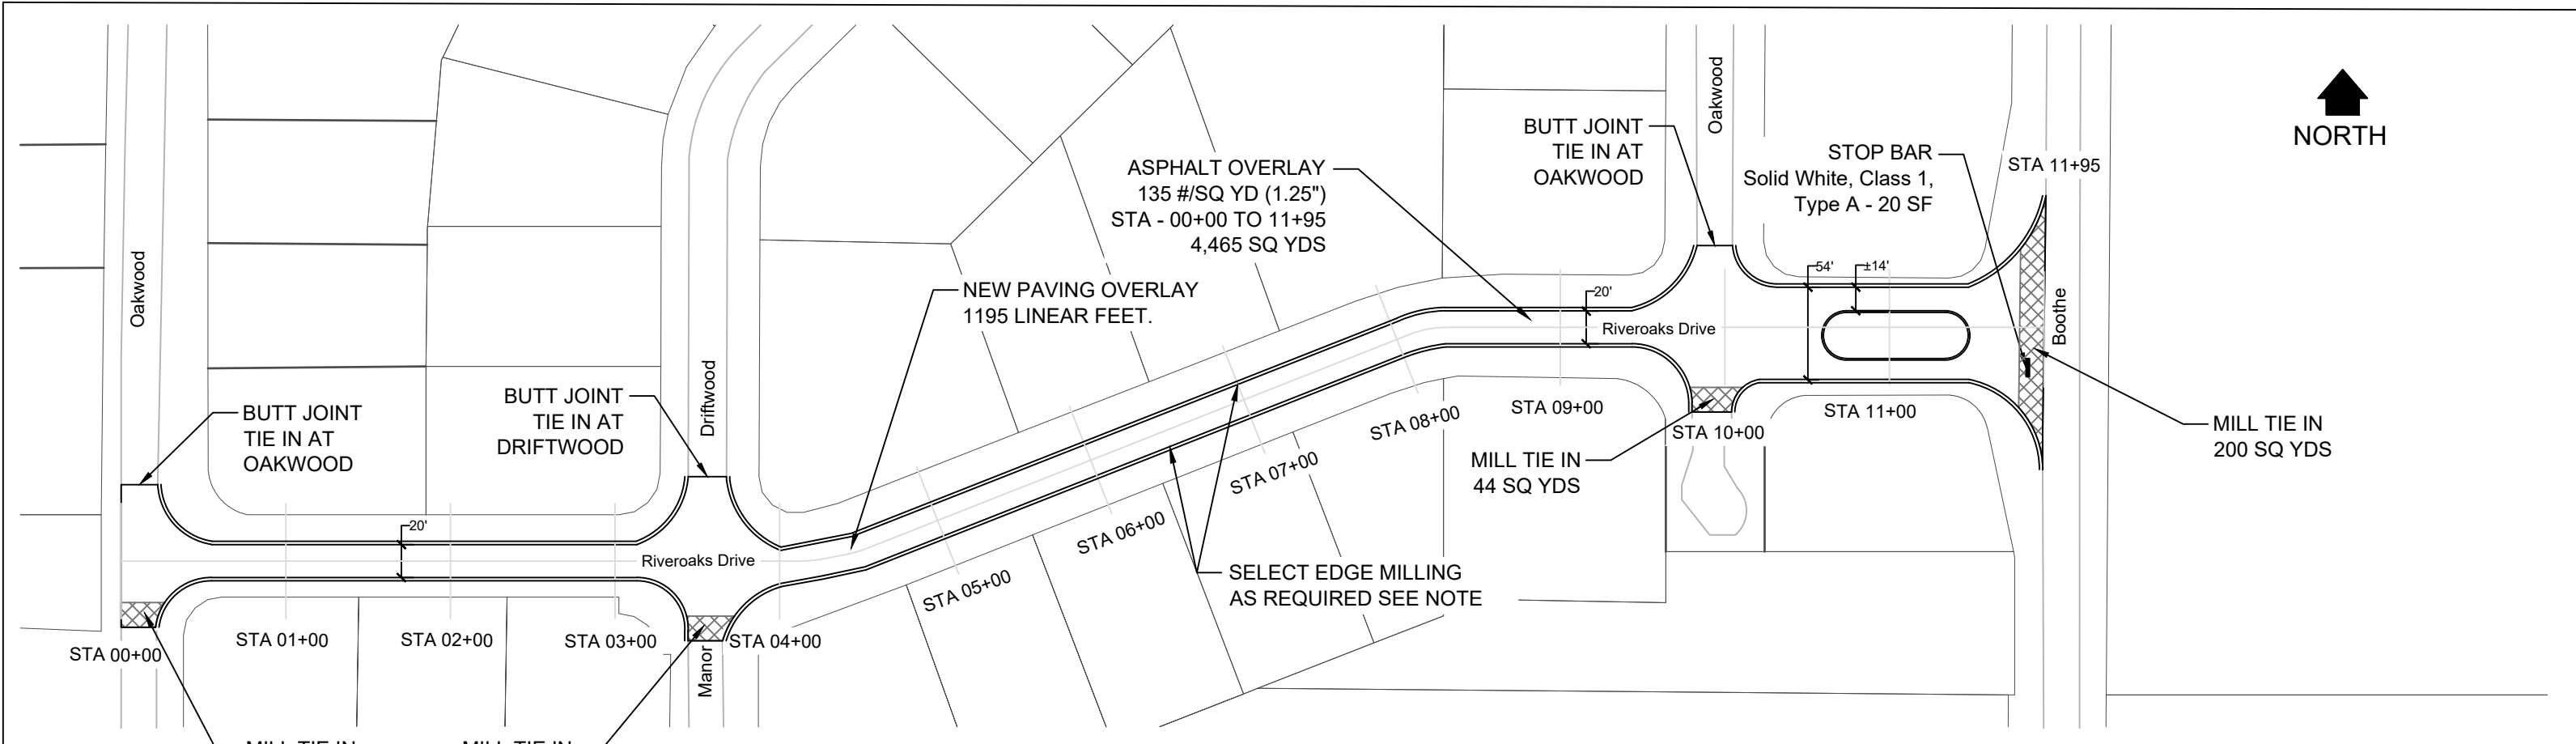 Oakwood
BUTT JOINT
TIE IN AT
OAKWOOD
BUTT JOINT
TIE IN AT
DRIFTWOOD
Driftwood
NEW PAVING OVERLAY
1195 LINEAR FEET.
ASPHALT OVERLAY
135 #/SQ YD (1.25")
STA - 00+00 TO 11+95
4,465 SQ YDS
BUTT JOINT
TIE IN AT
OAKWOOD
Oakwood
STOP BAR
Solid White, Class 1,
Type A - 20 SF
STA 11+95
NORTH
20'
Riveroaks Drive
20'
Riveroaks Drive
54'
±14'
Boothe
STA 00+00
STA 01+00
STA 02+00
STA 03+00
STA 04+00
STA 05+00
STA 06+00
STA 07+00
STA 08+00
STA 09+00
STA 10+00
STA 11+00
Manor
SELECT EDGE MILLING
AS REQUIRED SEE NOTE
MILL TIE IN
44 SQ YDS
MILL TIE IN
200 SQ YDS
MILL TIE IN
MILL TIE IN